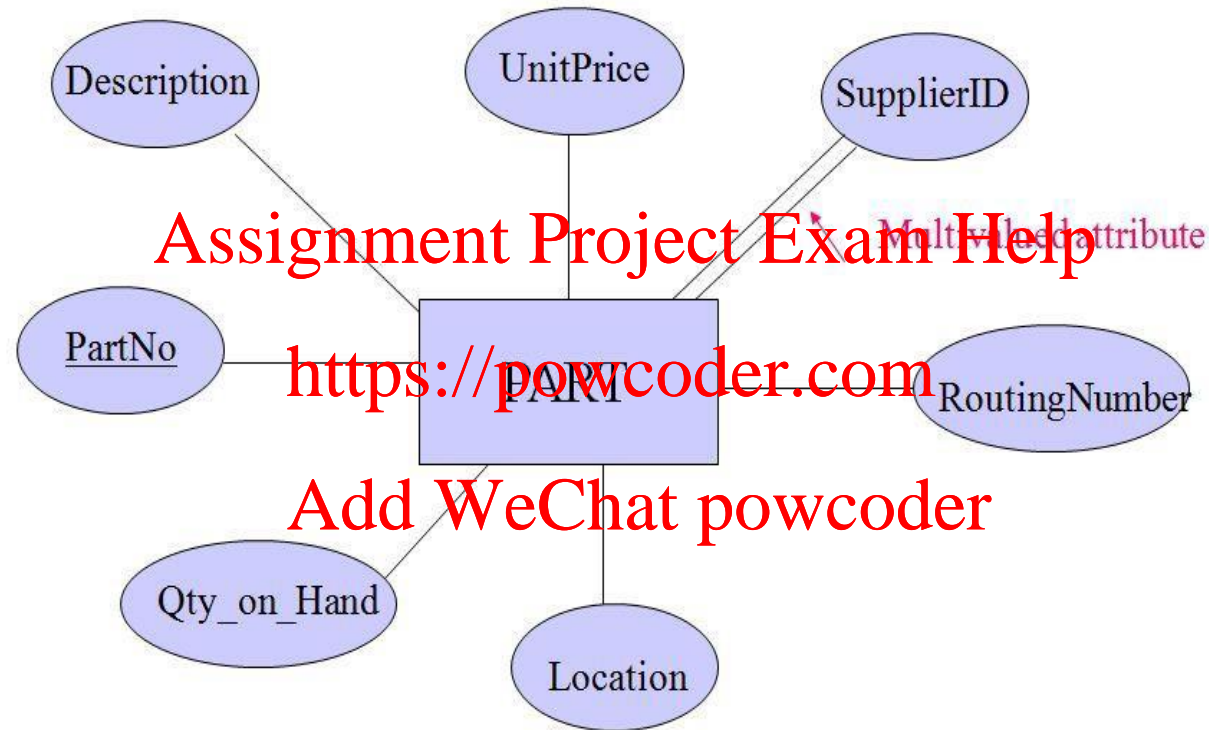 Description
UnitPrice
SupplierID
Assignment Project Exam Help
Multivalued attribute
PartNo
https://powcoder.com
PART
RoutingNumber
Add WeChat powcoder
Qty_on_Hand
Location